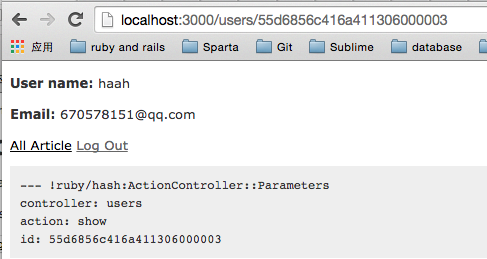 localhost:3000/users/55d6856c416a411306000003
应用 ruby and rails Sparta Git Sublime database
User name: haah
Email: 670578151@qq.com
All Article Log Out
--- !ruby/hash:ActionController::Parameters
controller: users
action: show
id: 55d6856c416a411306000003